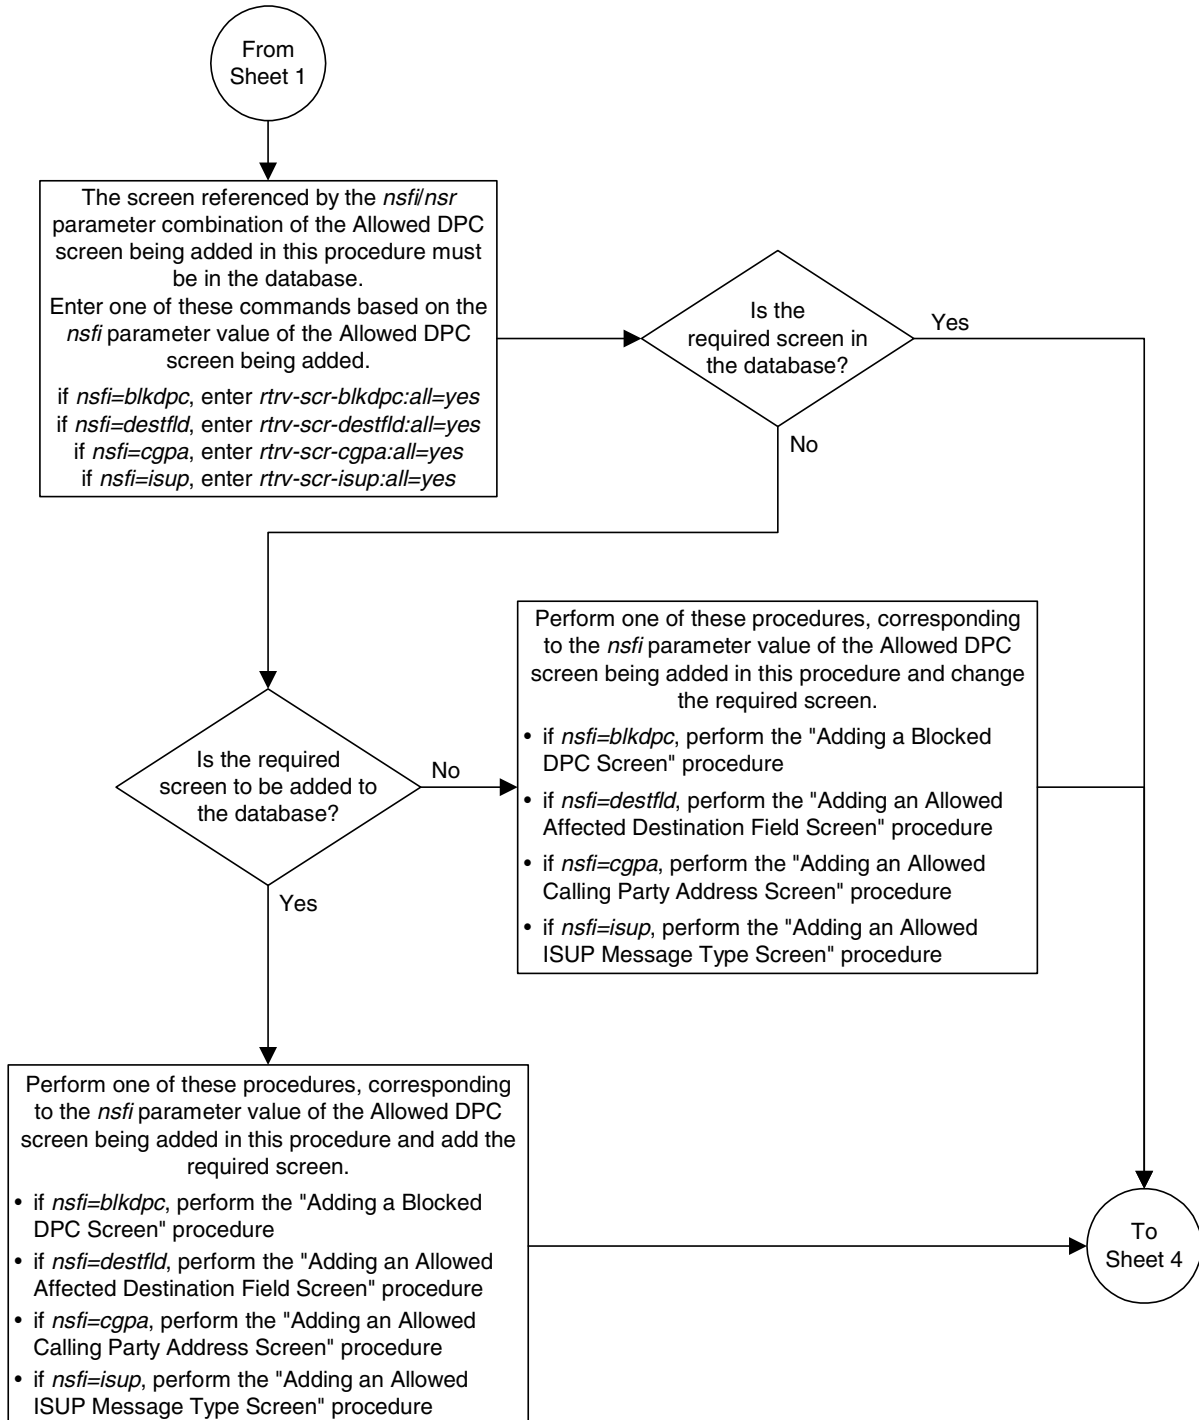 From
Sheet 1
The screen referenced by the nsfi/nsr
parameter combination of the Allowed DPC
screen being added in this procedure must
be in the database.
Enter one of these commands based on the
nsfi parameter value of the Allowed DPC
screen being added.
if nsfi=blkdpc, enter rtrv-scr-blkdpc:all=yes
if nsfi=destfld, enter rtrv-scr-destfld:all=yes
if nsfi=cgpa, enter rtrv-scr-cgpa:all=yes
if nsfi=isup, enter rtrv-scr-isup:all=yes
Is the
required screen in
the database?
Yes
No
Is the required
screen to be added to
the database?
No
Yes
Perform one of these procedures, corresponding
to the nsfi parameter value of the Allowed DPC
screen being added in this procedure and change
the required screen.
• if nsfi=blkdpc, perform the "Adding a Blocked
DPC Screen" procedure
• if nsfi=destfld, perform the "Adding an Allowed
Affected Destination Field Screen" procedure
• if nsfi=cgpa, perform the "Adding an Allowed
Calling Party Address Screen" procedure
• if nsfi=isup, perform the "Adding an Allowed
ISUP Message Type Screen" procedure
Perform one of these procedures, corresponding
to the nsfi parameter value of the Allowed DPC
screen being added in this procedure and add the
required screen.
• if nsfi=blkdpc, perform the "Adding a Blocked
DPC Screen" procedure
• if nsfi=destfld, perform the "Adding an Allowed
Affected Destination Field Screen" procedure
• if nsfi=cgpa, perform the "Adding an Allowed
Calling Party Address Screen" procedure
• if nsfi=isup, perform the "Adding an Allowed
ISUP Message Type Screen" procedure
To
Sheet 4